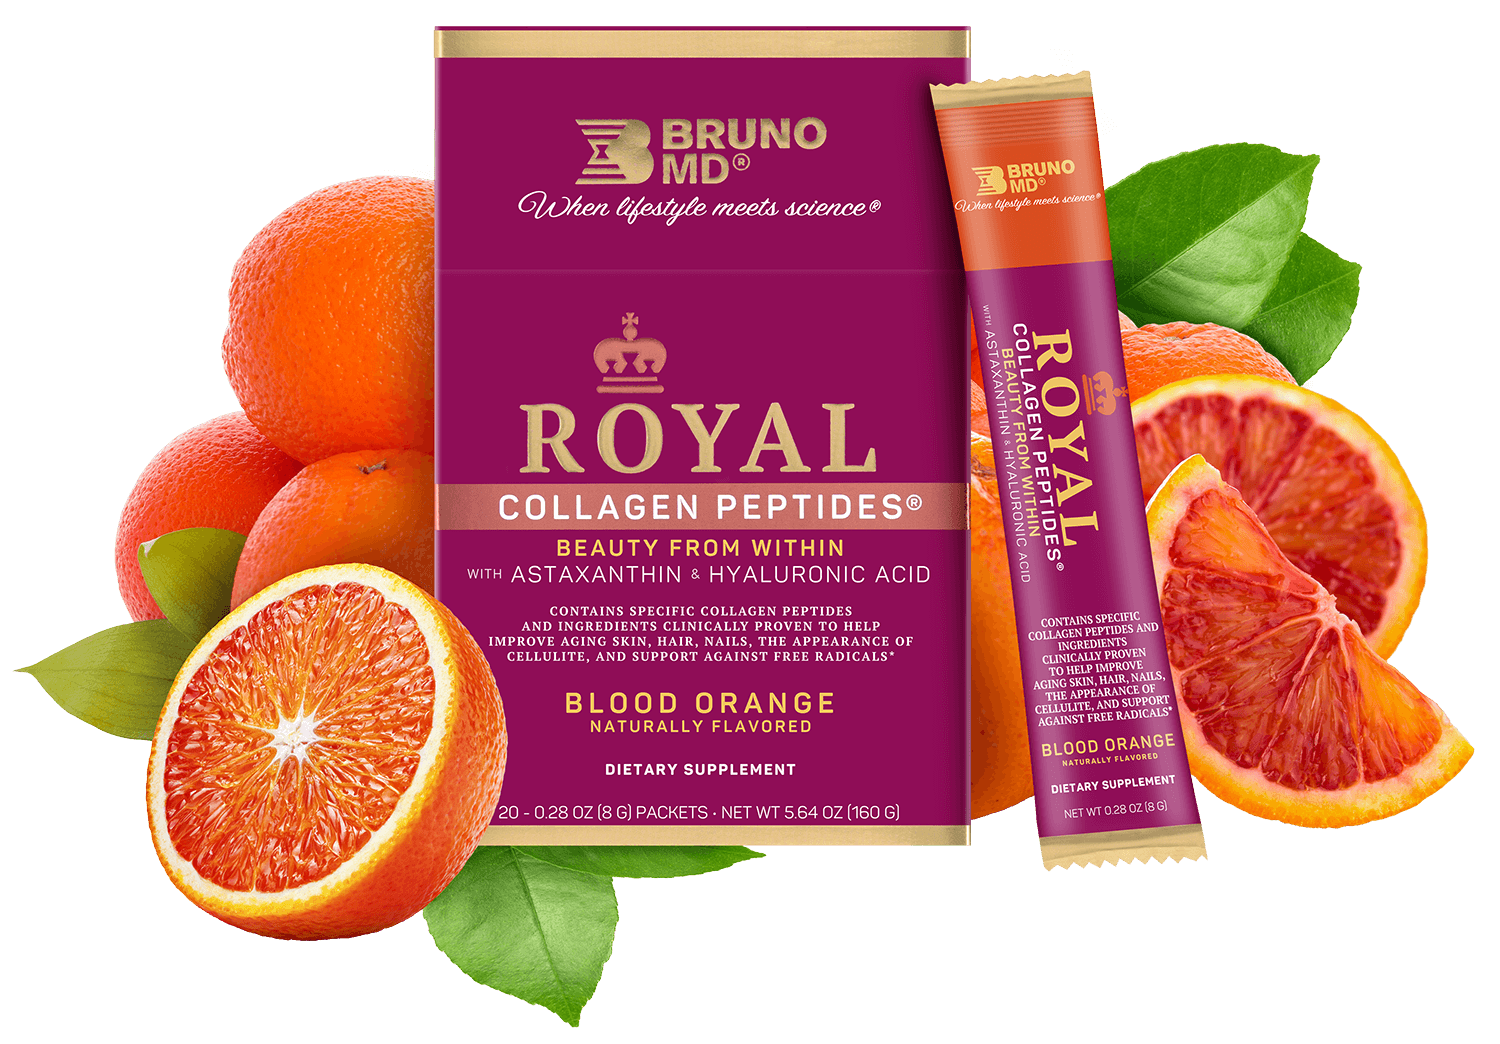 BRUNO
MD®
When lifestyle meets science®
ROYAL
COLLAGEN PEPTIDES®
BEAUTY FROM WITHIN
WITH ASTAXANTHIN & HYALURONIC ACID
CONTAINS SPECIFIC COLLAGEN PEPTIDES
AND INGREDIENTS CLINICALLY PROVEN TO HELP
IMPROVE AGING SKIN, HAIR, NAILS, THE APPEARANCE OF
CELLULITE, AND SUPPORT AGAINST FREE RADICALS*
BLOOD ORANGE
NATURALLY FLAVORED
DIETARY SUPPLEMENT
20 - 0.28 OZ (8 G) PACKETS · NET WT 5.64 OZ (160 G)
BRUNO
MD®
When lifestyle meets science®
ROYAL
COLLAGEN PEPTIDES®
BEAUTY FROM WITHIN
WITH ASTAXANTHIN & HYALURONIC ACID
CONTAINS SPECIFIC
COLLAGEN PEPTIDES AND
INGREDIENTS
CLINICALLY PROVEN
TO HELP IMPROVE
AGING SKIN, HAIR, NAILS,
THE APPEARANCE OF
CELLULITE, AND SUPPORT
AGAINST FREE RADICALS*
BLOOD ORANGE
NATURALLY FLAVORED
DIETARY SUPPLEMENT
NET WT 0.28 OZ (8 G)